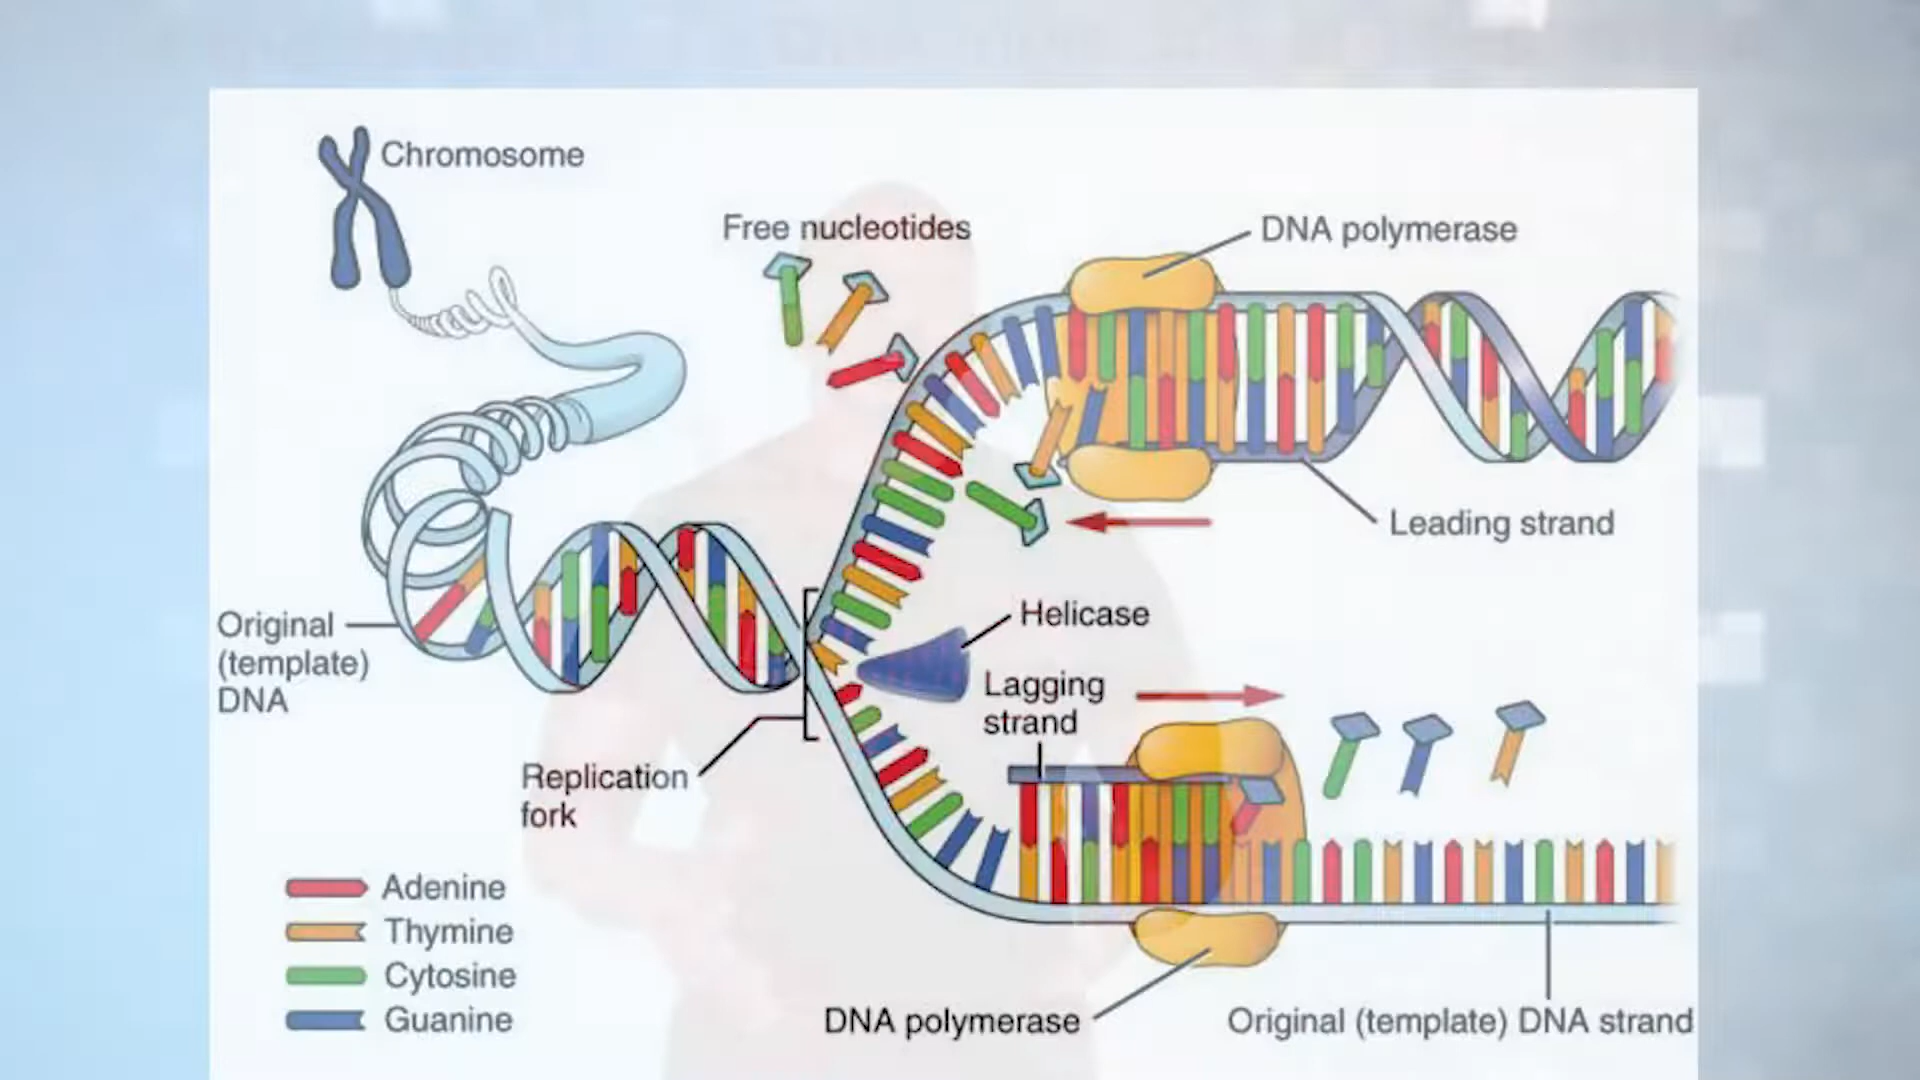 Chromosome
Free nucleotides
DNA polymerase
Leading strand
Original
(template)
DNA
Helicase
Lagging
strand
Replication
fork
Adenine
Thymine
Cytosine
Guanine
DNA polymerase
Original (template) DNA strand